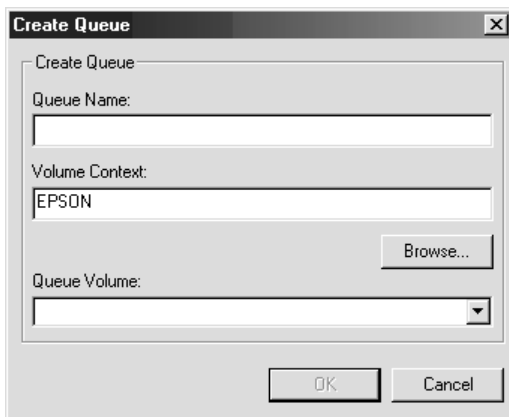 Create Queue
Create Queue
Queue Name:
Volume Context:
EPSON
Browse...
Queue Volume:
OK
Cancel